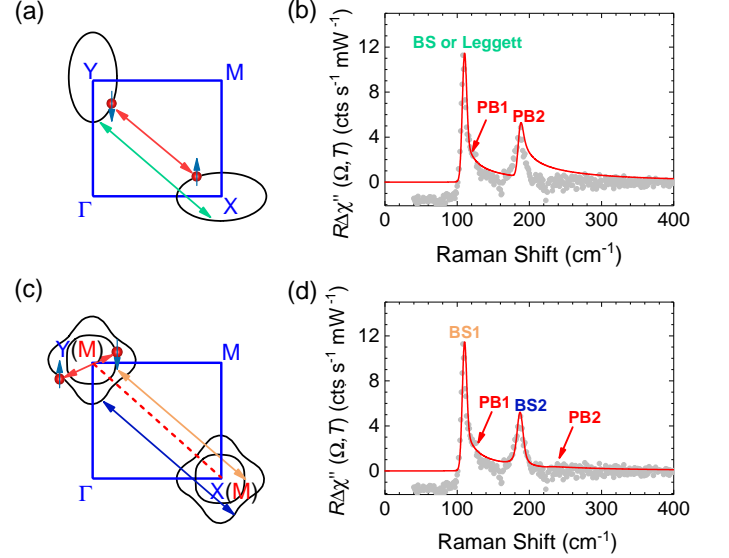 (a)
Y
M
Γ
X
(b)
RΔχ'' (Ω, T) (cts s⁻¹ mW⁻¹)
12
8
4
0
BS or Leggett
PB1
PB2
0 100 200 300 400
Raman Shift (cm⁻¹)
(c)
Y (M)
M
Γ
X (M)
(d)
RΔχ'' (Ω, T) (cts s⁻¹ mW⁻¹)
12
8
4
0
BS1
PB1
BS2
PB2
0 100 200 300 400
Raman Shift (cm⁻¹)